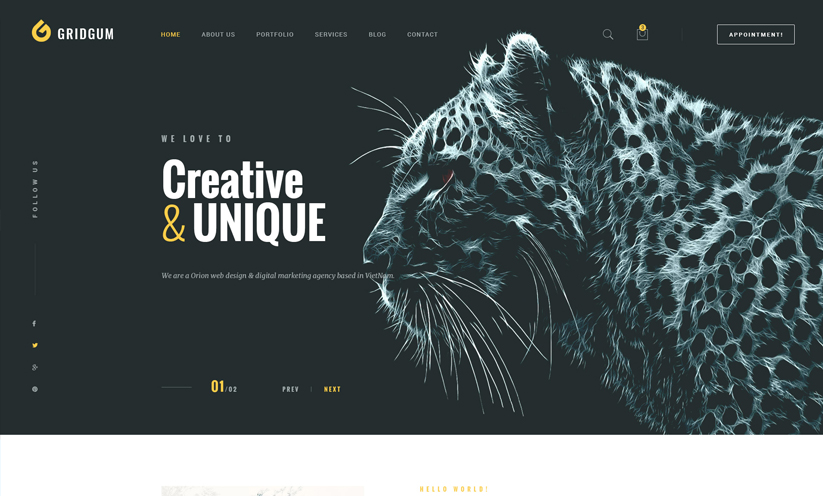 GRIDGUM
HOME ABOUT US PORTFOLIO SERVICES BLOG CONTACT
3
APPOINTMENT!
WE LOVE TO
Creative
& UNIQUE
We are a Orion web design & digital marketing agency based in VietNam.
FOLLOW US
01/02 PREV | NEXT
HELLO WORLD!